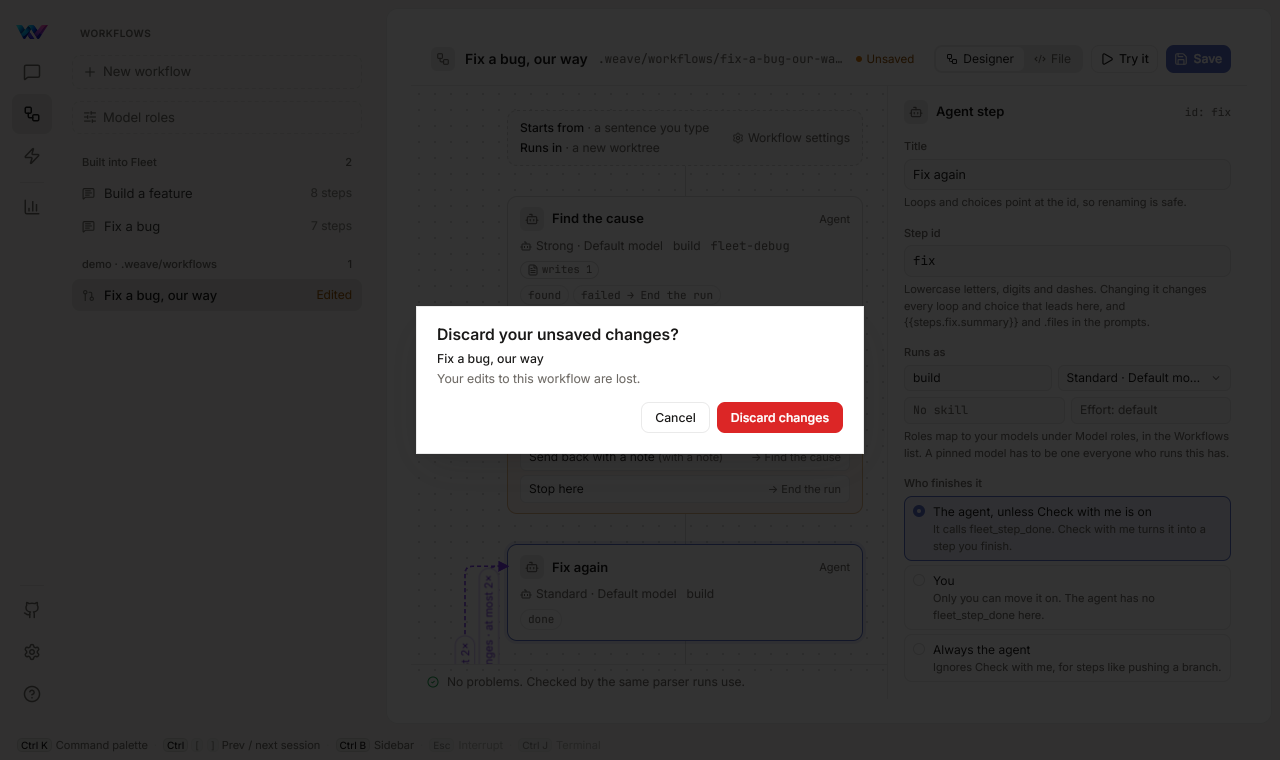 WORKFLOWS
New workflow
Model roles
Built into Fleet 2
Build a feature 8 steps
Fix a bug 7 steps
demo · .weave/workflows 1
Fix a bug, our way Edited
Fix a bug, our way .weave/workflows/fix-a-bug-our-wa… Unsaved Designer File Try it Save
Starts from · a sentence you type
Runs in · a new worktree
Workflow settings
Find the cause Agent
Strong · Default model build fleet-debug
writes 1
found failed → End the run
Discard your unsaved changes?
Fix a bug, our way
Your edits to this workflow are lost.
Cancel Discard changes
Send back with a note (with a note) → Find the cause
Stop here → End the run
Fix again Agent
Standard · Default model build
done
t 2×
nges · at most 2×
No problems. Checked by the same parser runs use.
Agent step id: fix
Title
Fix again
Loops and choices point at the id, so renaming is safe.
Step id
fix
Lowercase letters, digits and dashes. Changing it changes
every loop and choice that leads here, and
{{steps.fix.summary}} and .files in the prompts.
Runs as
build Standard · Default mo…
No skill Effort: default
Roles map to your models under Model roles, in the Workflows
list. A pinned model has to be one everyone who runs this has.
Who finishes it
The agent, unless Check with me is on
It calls fleet_step_done. Check with me turns it into a
step you finish.
You
Only you can move it on. The agent has no
fleet_step_done here.
Always the agent
Ignores Check with me, for steps like pushing a branch.
Ctrl K Command palette Ctrl [ ] Prev / next session Ctrl B Sidebar Esc Interrupt Ctrl J Terminal